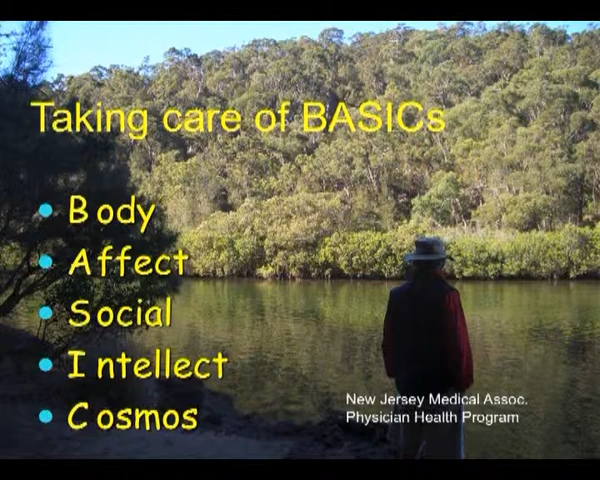 Taking care of BASICs
Body
Affect
Social
Intellect
Cosmos
New Jersey Medical Assoc.
Physician Health Program